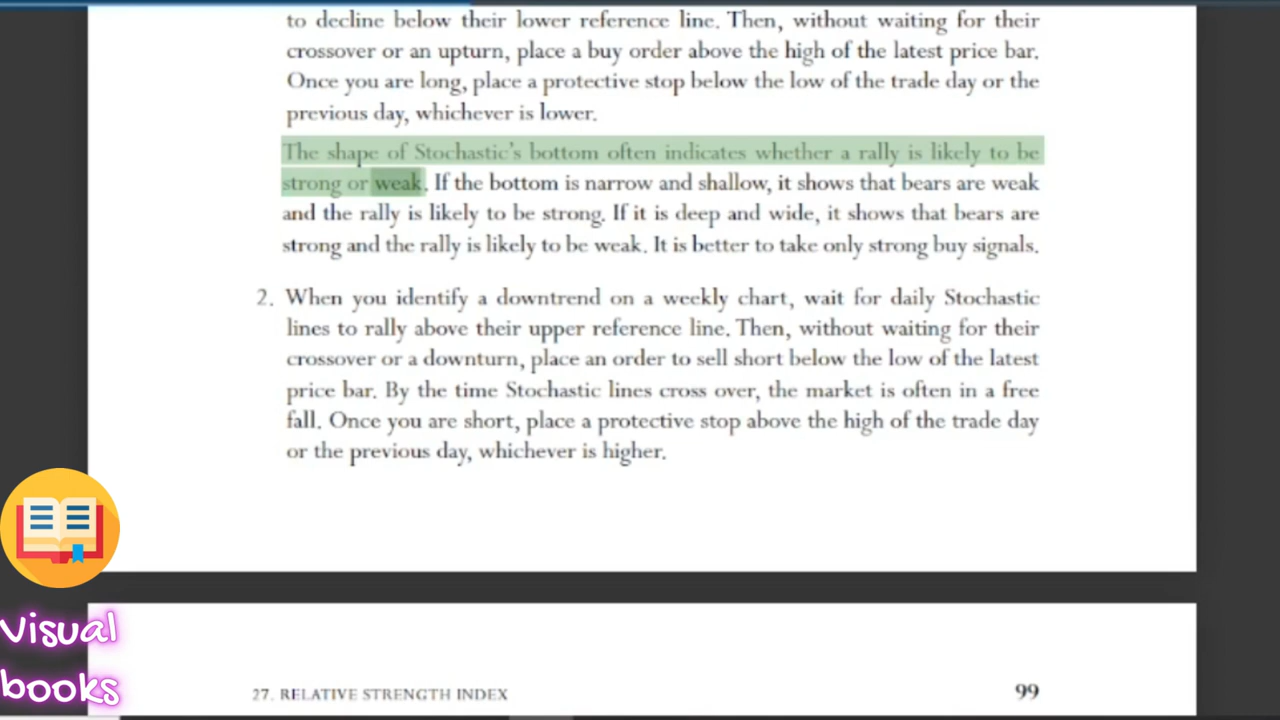 to decline below their lower reference line. Then, without waiting for their
crossover or an upturn, place a buy order above the high of the latest price bar.
Once you are long, place a protective stop below the low of the trade day or the
previous day, whichever is lower.
The shape of Stochastic’s bottom often indicates whether a rally is likely to be
strong or weak. If the bottom is narrow and shallow, it shows that bears are weak
and the rally is likely to be strong. If it is deep and wide, it shows that bears are
strong and the rally is likely to be weak. It is better to take only strong buy signals.
2. When you identify a downtrend on a weekly chart, wait for daily Stochastic
lines to rally above their upper reference line. Then, without waiting for their
crossover or a downturn, place an order to sell short below the low of the latest
price bar. By the time Stochastic lines cross over, the market is often in a free
fall. Once you are short, place a protective stop above the high of the trade day
or the previous day, whichever is higher.
Visual
books
27. RELATIVE STRENGTH INDEX 99